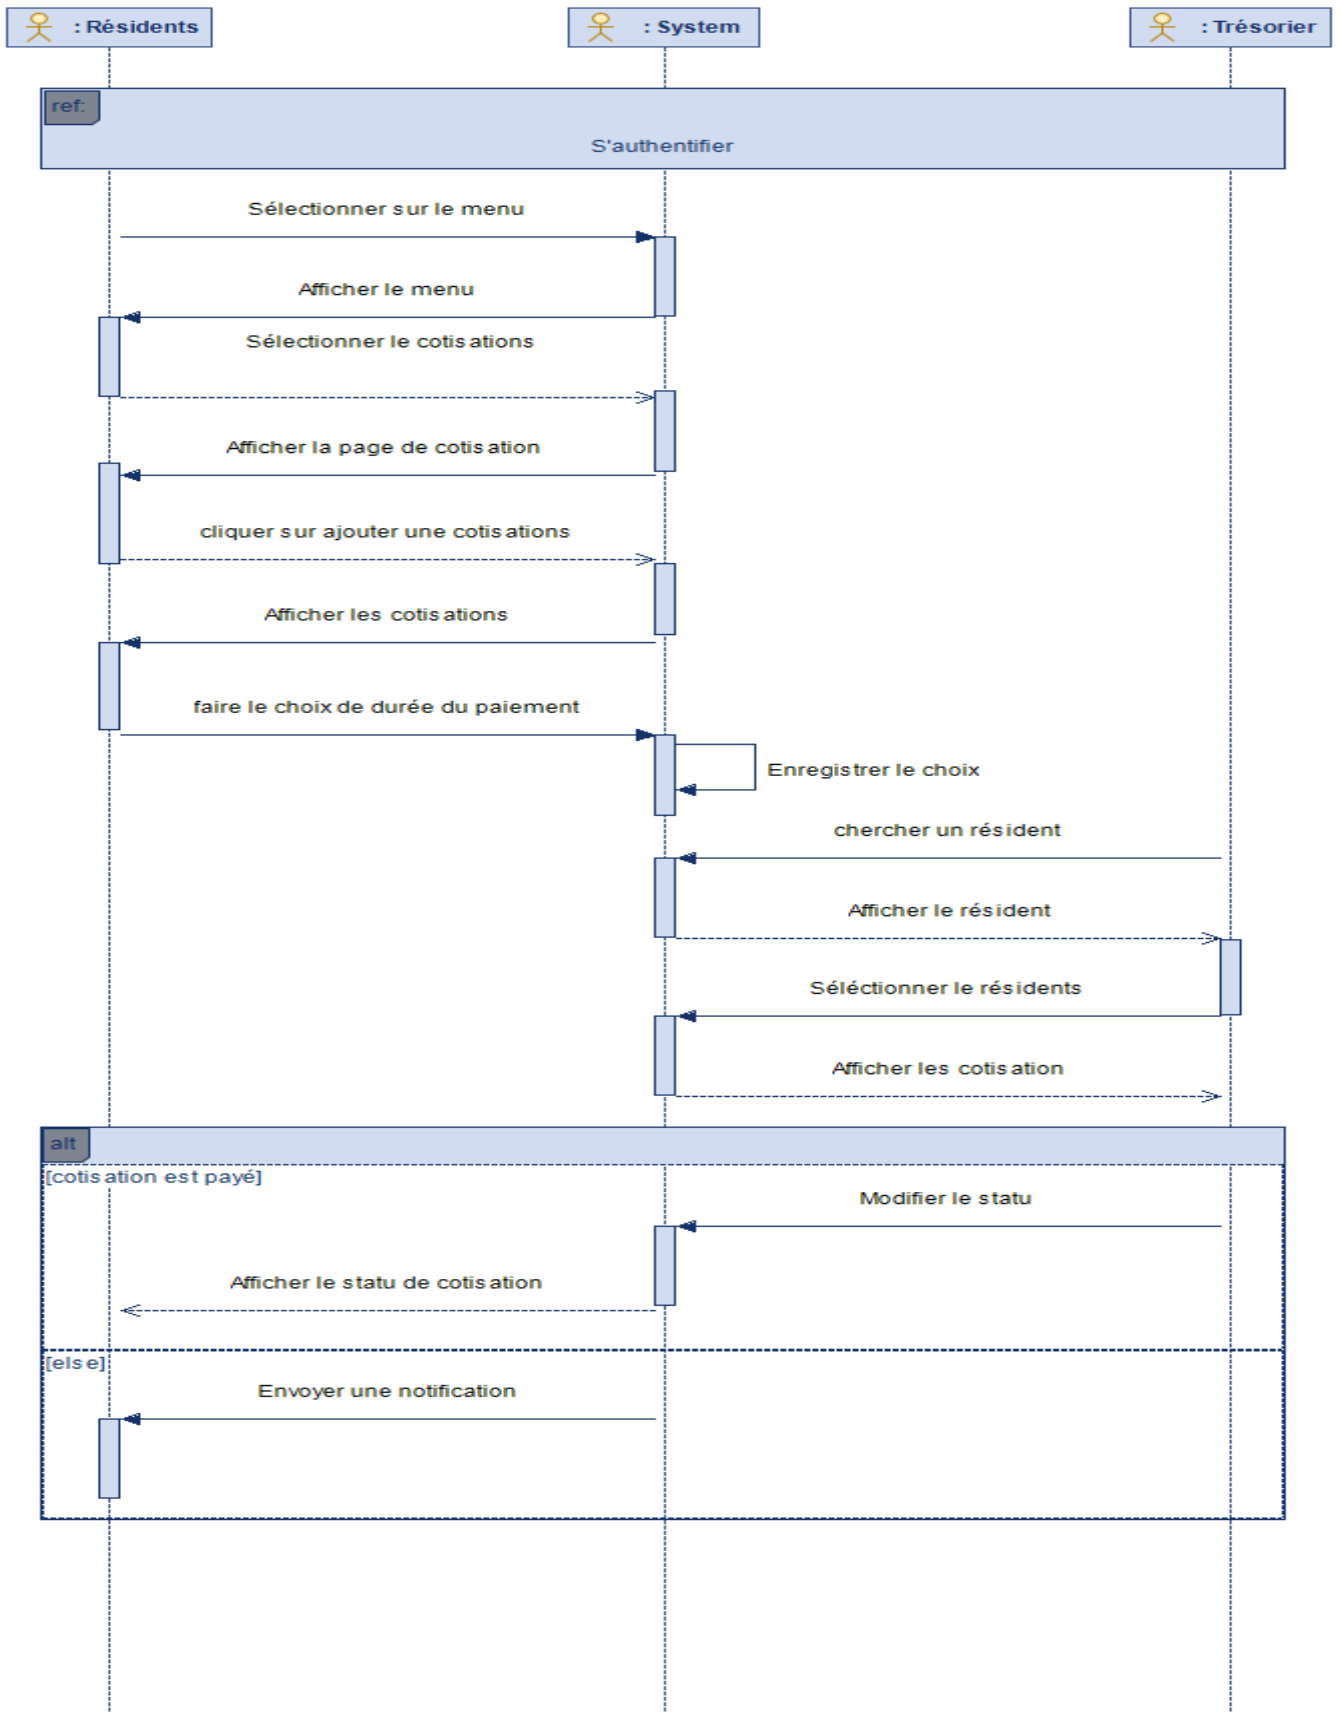 : Résidents
: System
: Trésorier
ref:
S'authentifier
Sélectionner sur le menu
Afficher le menu
Sélectionner le cotisations
Afficher la page de cotisation
cliquer sur ajouter une cotisations
Afficher les cotisations
faire le choix de durée du paiement
Enregistrer le choix
chercher un résident
Afficher le résident
Séléctionner le résidents
Afficher les cotisation
alt
[cotisation est payé]
Modifier le statu
Afficher le statu de cotisation
[else]
Envoyer une notification